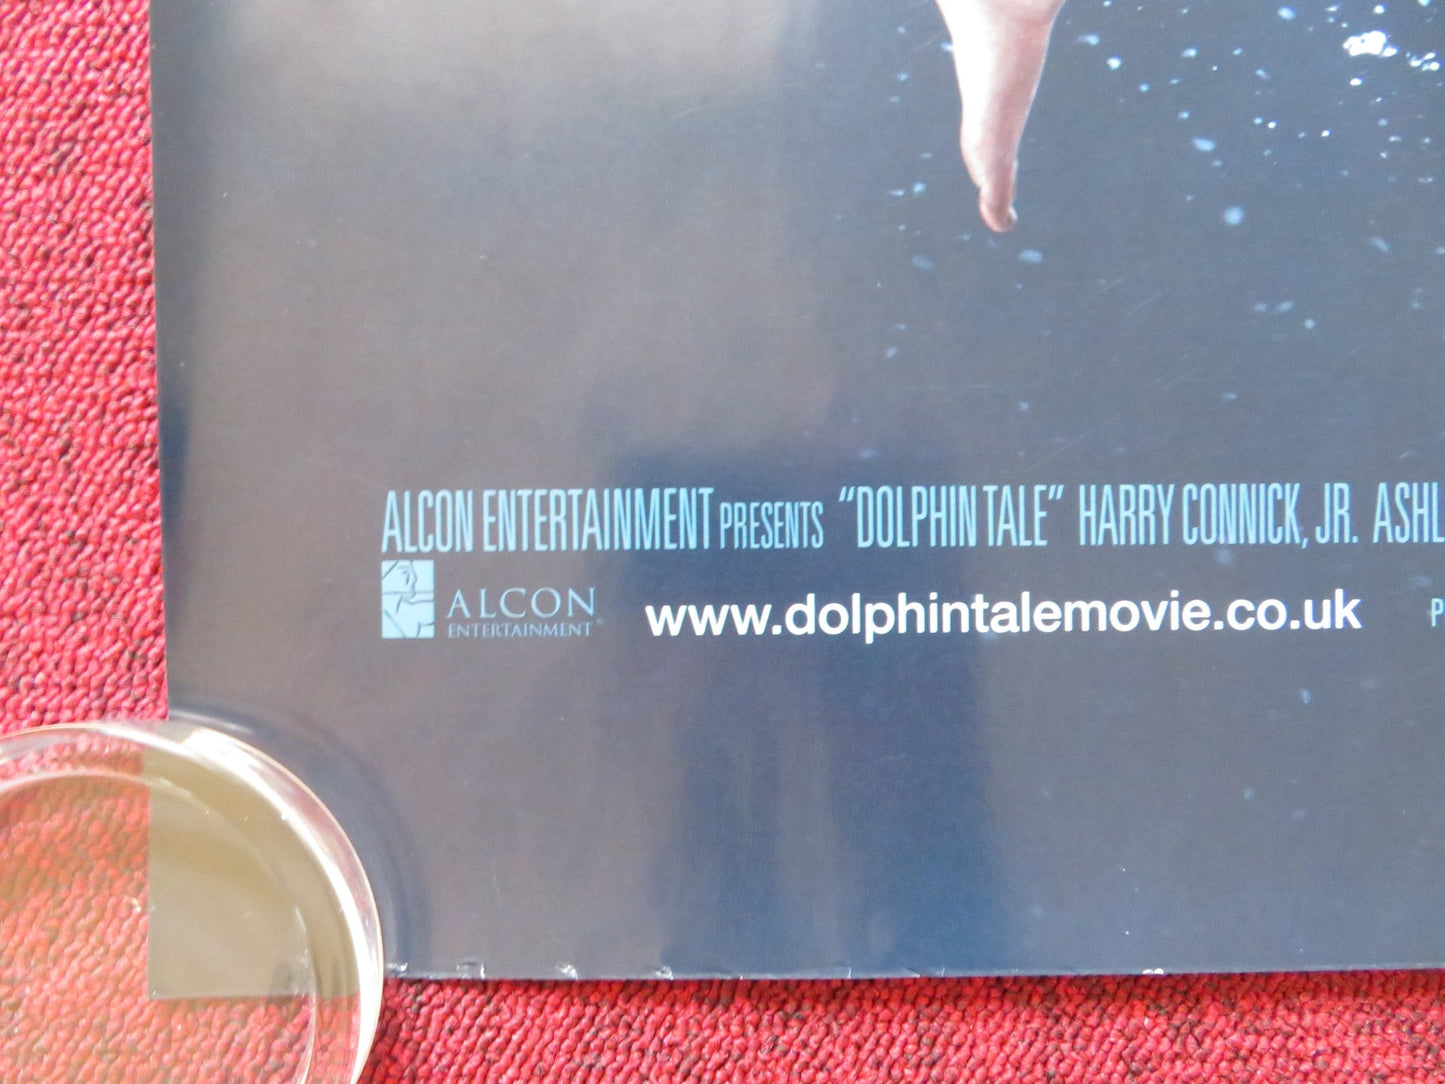 ALCON ENTERTAINMENT PRESENTS “DOLPHIN TALE” HARRY CONNICK, JR.
ALCON
ENTERTAINMENT®
www.dolphintalemovie.co.uk